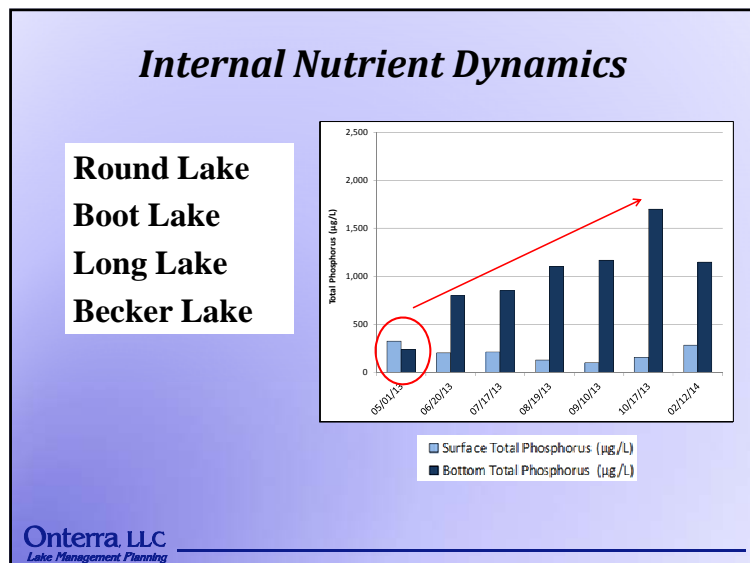 Internal Nutrient Dynamics
Round Lake
Boot Lake
Long Lake
Becker Lake
2,500
2,000
1,500
1,000
500
0
Total Phosphorus (µg/L)
05/01/13
06/20/13
07/17/13
08/19/13
09/10/13
10/17/13
02/12/14
Surface Total Phosphorus (µg/L)
Bottom Total Phosphorus (µg/L)
Onterra, LLC
Lake Management Planning